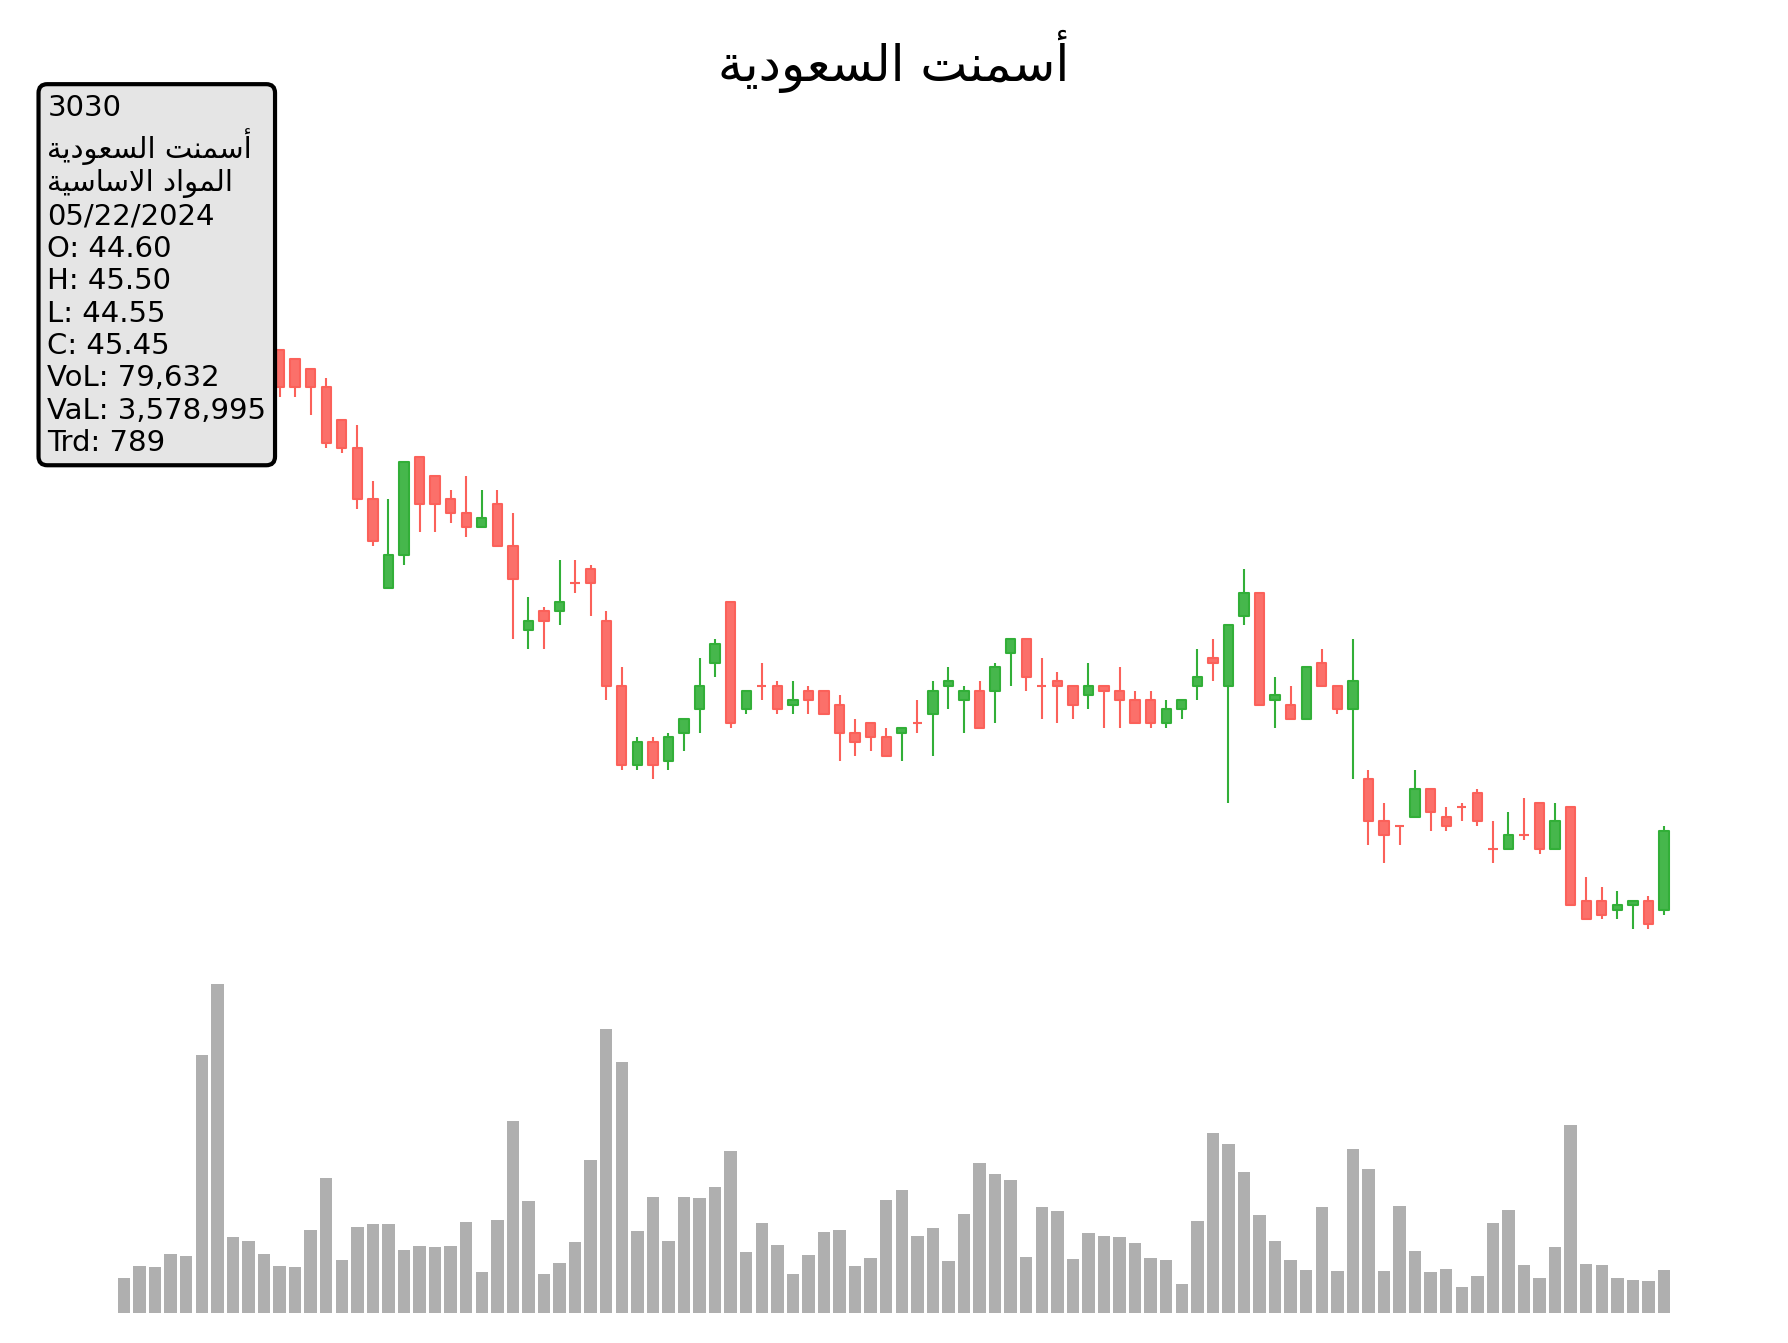 أسمنت السعودية
3030
أسمنت السعودية
المواد الاساسية
05/22/2024
O: 44.60
H: 45.50
L: 44.55
C: 45.45
VoL: 79,632
VaL: 3,578,995
Trd: 789